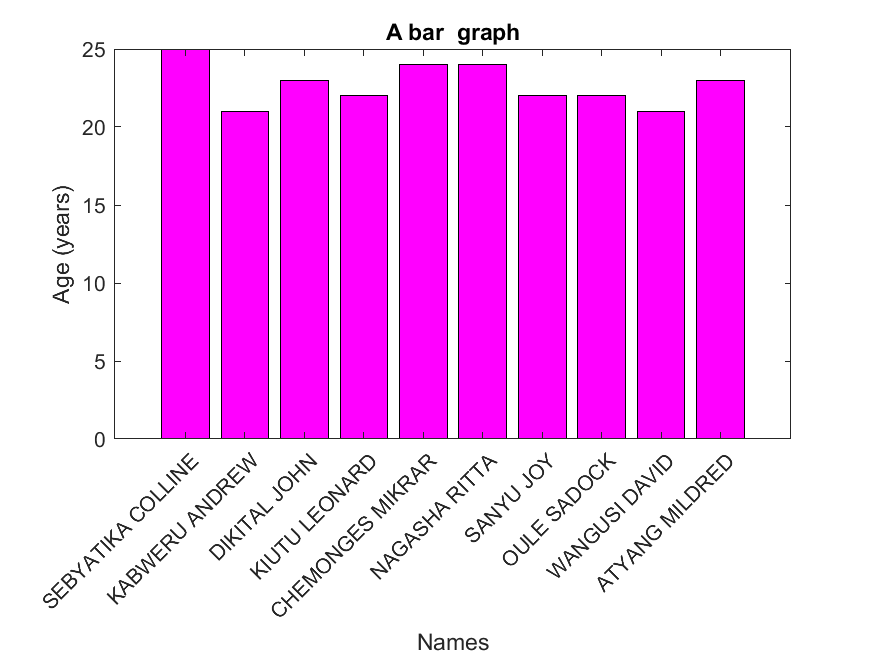 A bar  graph
Age (years)
25
20
15
10
5
0
SEBYATIKA COLLINE
KABWERU ANDREW
DIKITAL JOHN
KIUTU LEONARD
CHEMONGES MIKRAR
NAGASHA RITTA
SANYU JOY
OULE SADOCK
WANGUSI DAVID
ATYANG MILDRED
Names